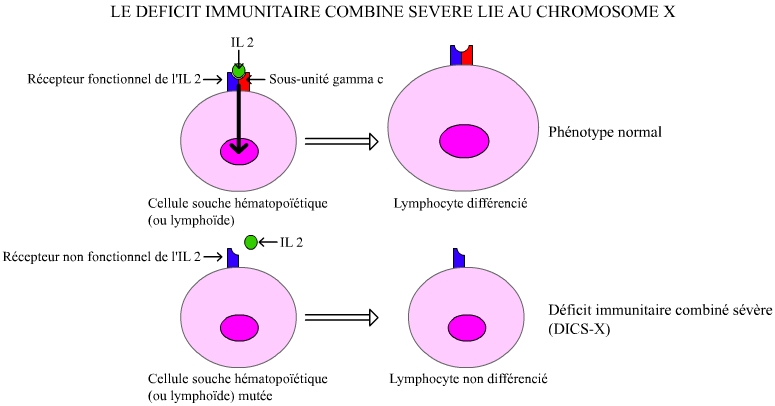 LE DEFICIT IMMUNITAIRE COMBINE SEVERE LIE AU CHROMOSOME X
IL 2
Récepteur fonctionnel de l'IL 2
Sous-unité gamma c
Phénotype normal
Cellule souche hématopoïétique
(ou lymphoïde)
Lymphocyte différencié
IL 2
Récepteur non fonctionnel de l'IL 2
Déficit immunitaire combiné sévère
(DICS-X)
Cellule souche hématopoïétique
(ou lymphoïde) mutée
Lymphocyte non différencié